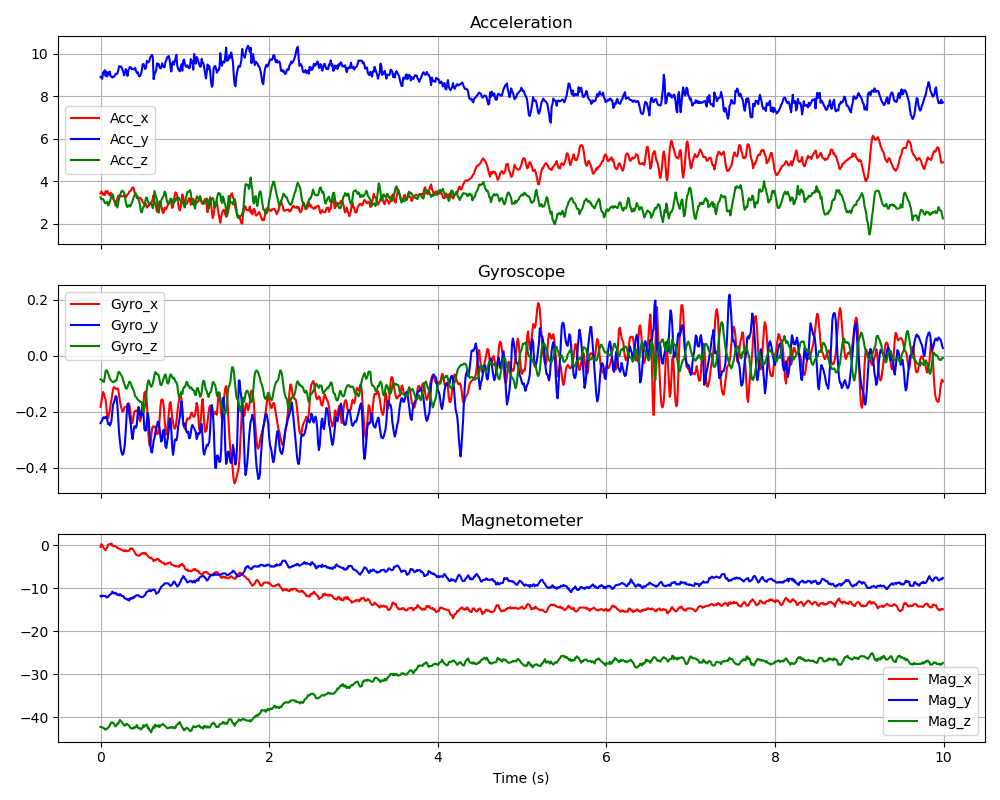 Acceleration
10
8
6
4
2
Acc_x
Acc_y
Acc_z
Gyroscope
0.2
0.0
−0.2
−0.4
Gyro_x
Gyro_y
Gyro_z
Magnetometer
0
−10
−20
−30
−40
Mag_x
Mag_y
Mag_z
0 2 4 6 8 10
Time (s)